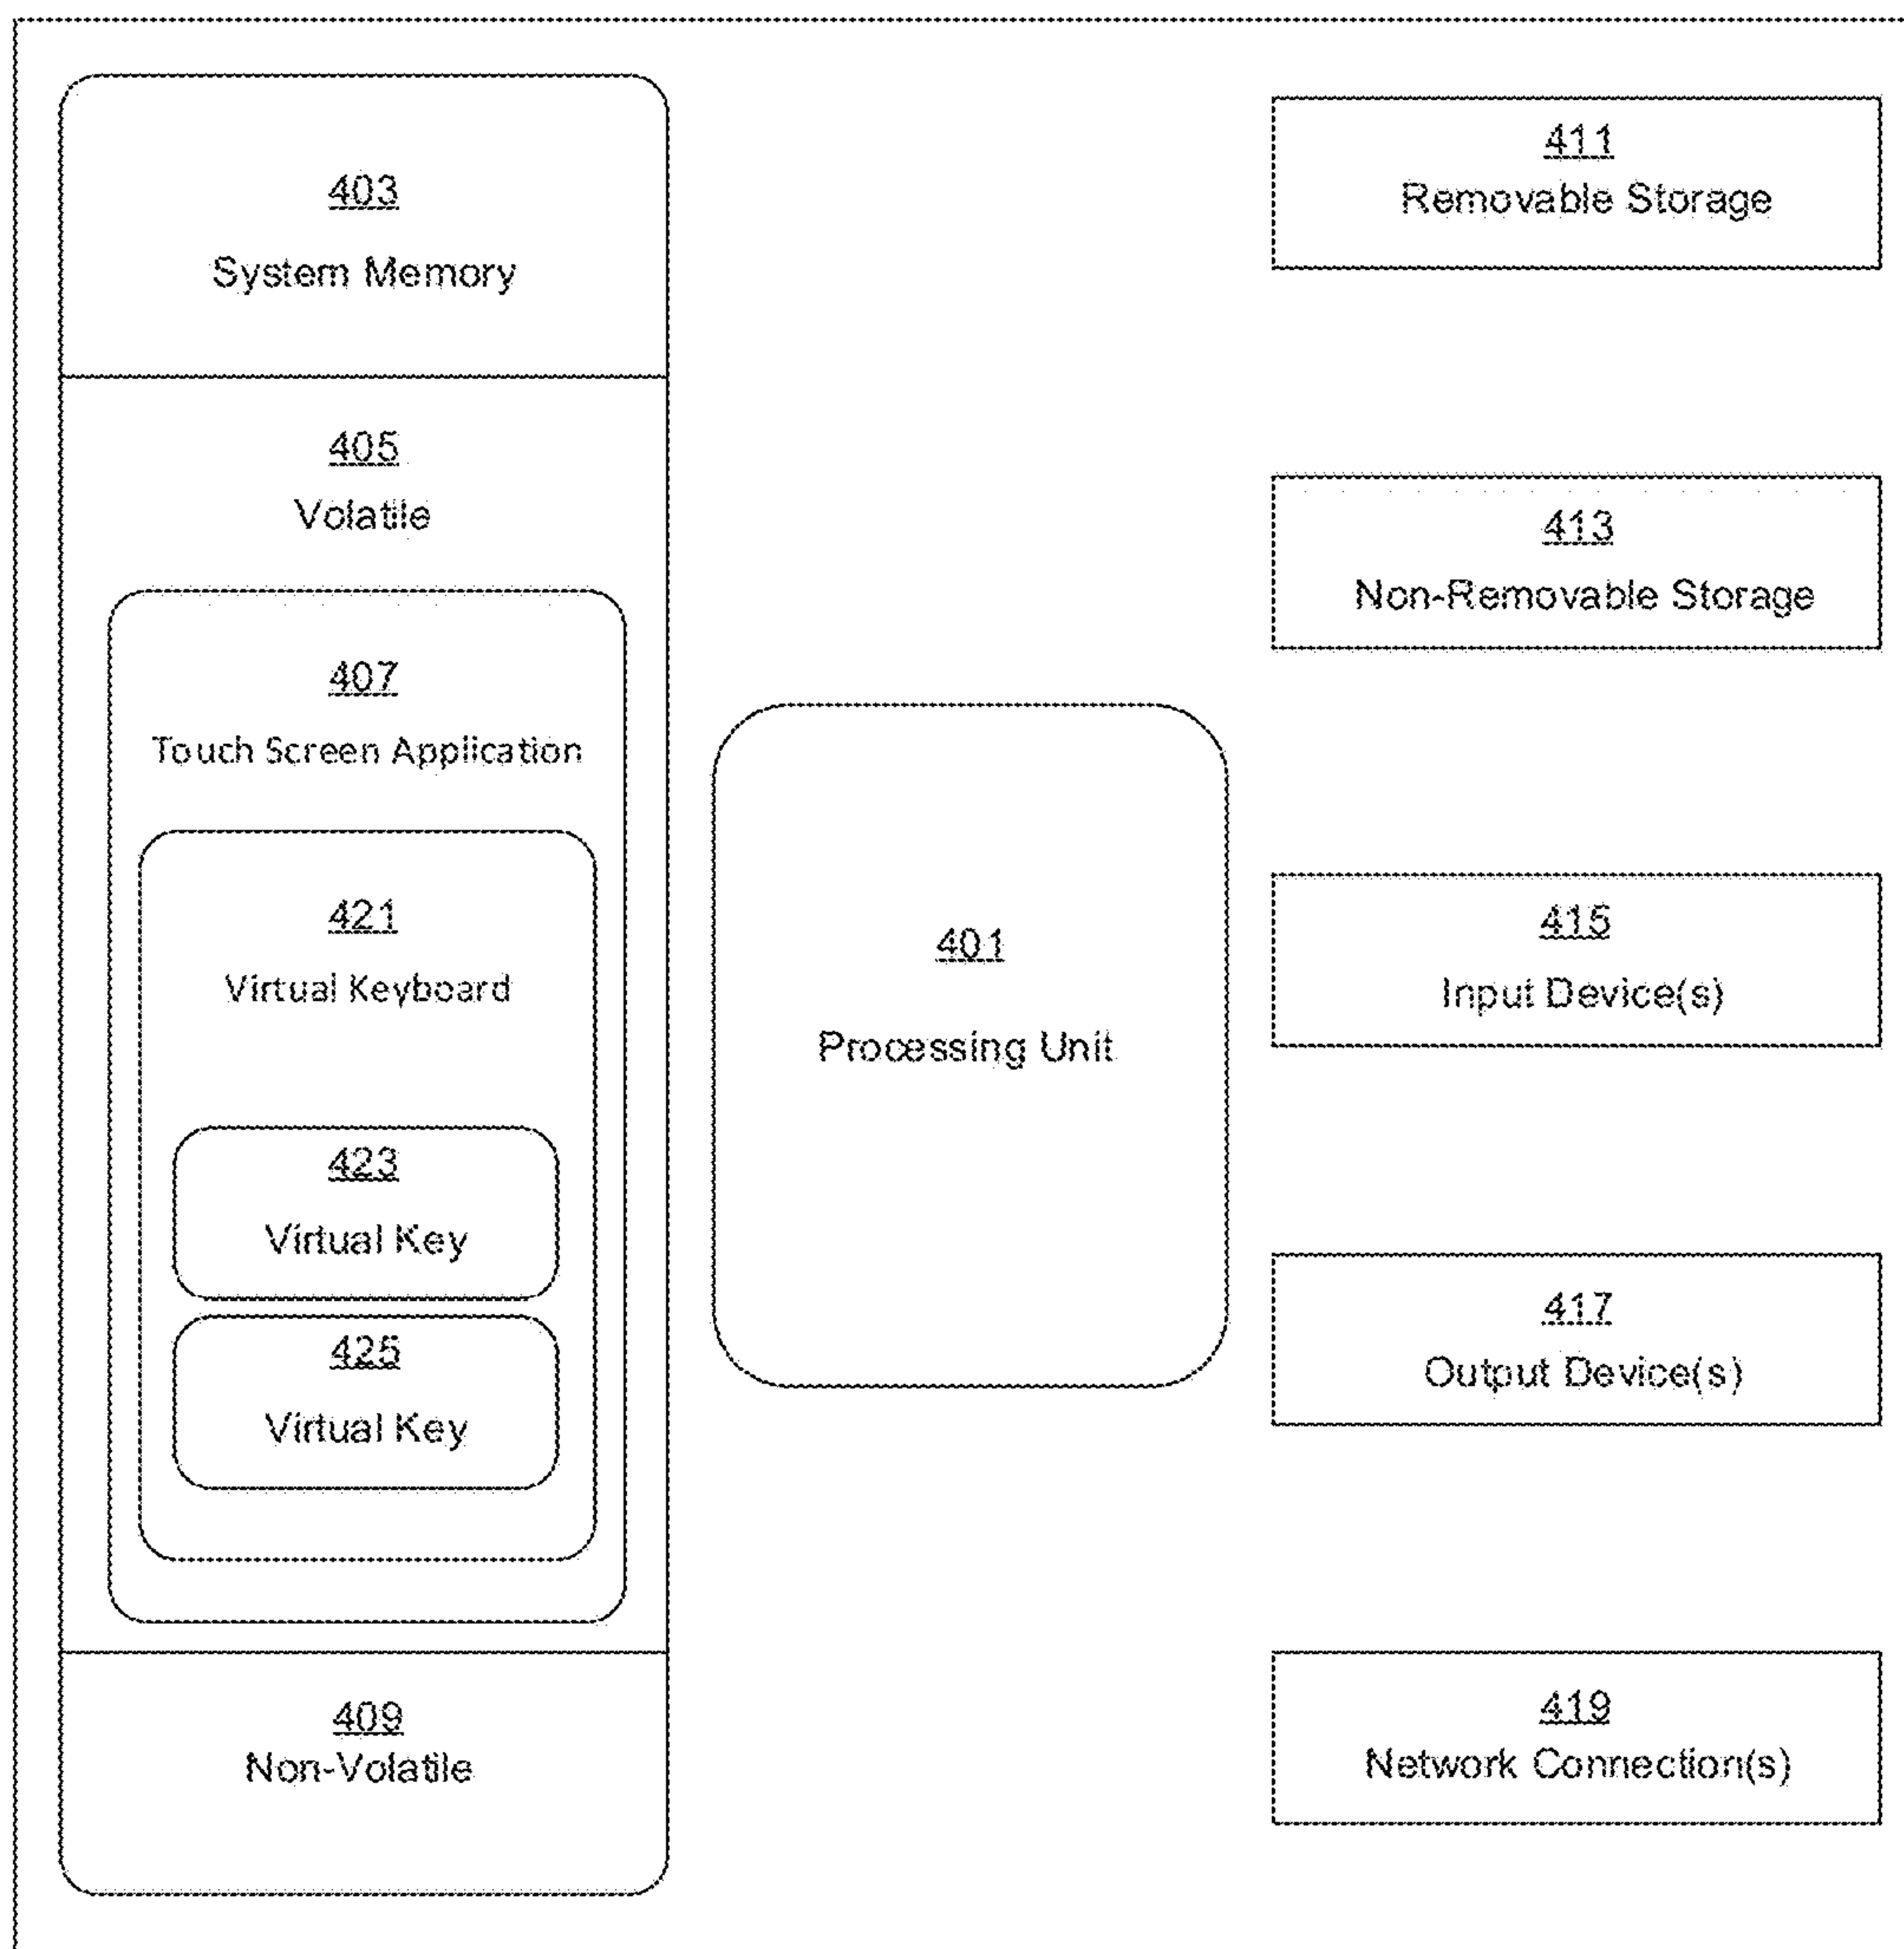 403
System Memory
405
Volatile
407
Touch Screen Application
421
Virtual Keyboard
423
Virtual Key
425
Virtual Key
409
Non-Volatile
401
Processing Unit
411
Removable Storage
413
Non-Removable Storage
415
Input Device(s)
417
Output Device(s)
419
Network Connection(s)